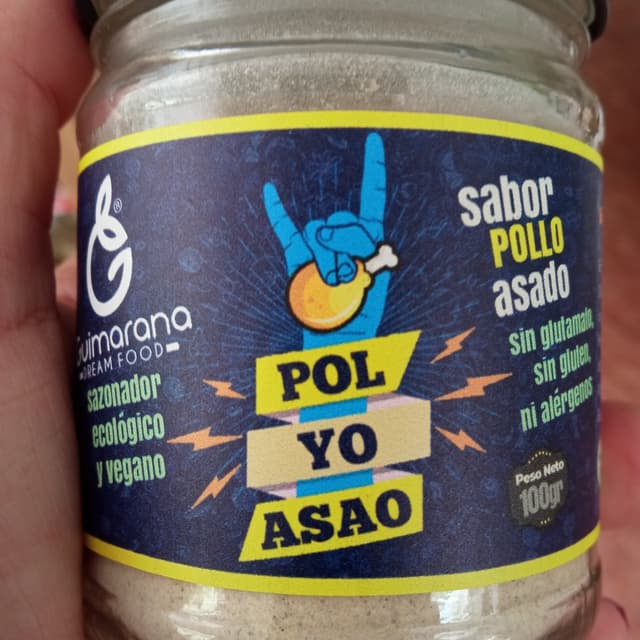 ®
Guimarana
DREAM FOOD
sazonador
ecológico
y vegano
POL
YO
ASAO
sabor
POLLO
asado
sin glutamato,
sin gluten,
ni alérgenos
Peso Neto
100gr